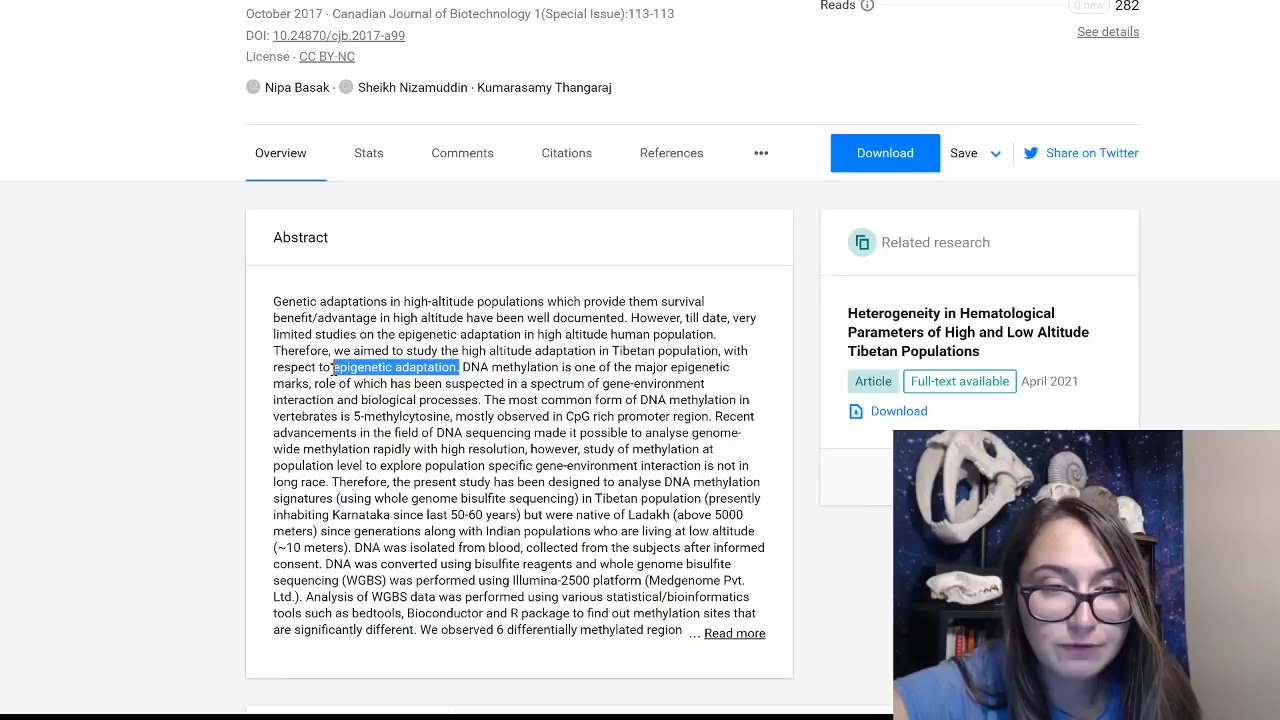 October 2017 · Canadian Journal of Biotechnology 1(Special Issue):113-113
DOI: 10.24870/cjb.2017-a99
License · CC BY-NC
Nipa Basak · Sheikh Nizamuddin · Kumarasamy Thangaraj
Reads 0 new 282
See details
Overview Stats Comments Citations References ••• Download Save Share on Twitter
Abstract
Genetic adaptations in high-altitude populations which provide them survival
benefit/advantage in high altitude have been well documented. However, till date, very
limited studies on the epigenetic adaptation in high altitude human population.
Therefore, we aimed to study the high altitude adaptation in Tibetan population, with
respect to epigenetic adaptation. DNA methylation is one of the major epigenetic
marks, role of which has been suspected in a spectrum of gene-environment
interaction and biological processes. The most common form of DNA methylation in
vertebrates is 5-methylcytosine, mostly observed in CpG rich promoter region. Recent
advancements in the field of DNA sequencing made it possible to analyse genome-
wide methylation rapidly with high resolution, however, study of methylation at
population level to explore population specific gene-environment interaction is not in
long race. Therefore, the present study has been designed to analyse DNA methylation
signatures (using whole genome bisulfite sequencing) in Tibetan population (presently
inhabiting Karnataka since last 50-60 years) but were native of Ladakh (above 5000
meters) since generations along with Indian populations who are living at low altitude
(~10 meters). DNA was isolated from blood, collected from the subjects after informed
consent. DNA was converted using bisulfite reagents and whole genome bisulfite
sequencing (WGBS) was performed using Illumina-2500 platform (Medgenome Pvt.
Ltd.). Analysis of WGBS data was performed using various statistical/bioinformatics
tools such as bedtools, Bioconductor and R package to find out methylation sites that
are significantly different. We observed 6 differentially methylated region ... Read more
Related research
Heterogeneity in Hematological
Parameters of High and Low Altitude
Tibetan Populations
Article Full-text available April 2021
Download